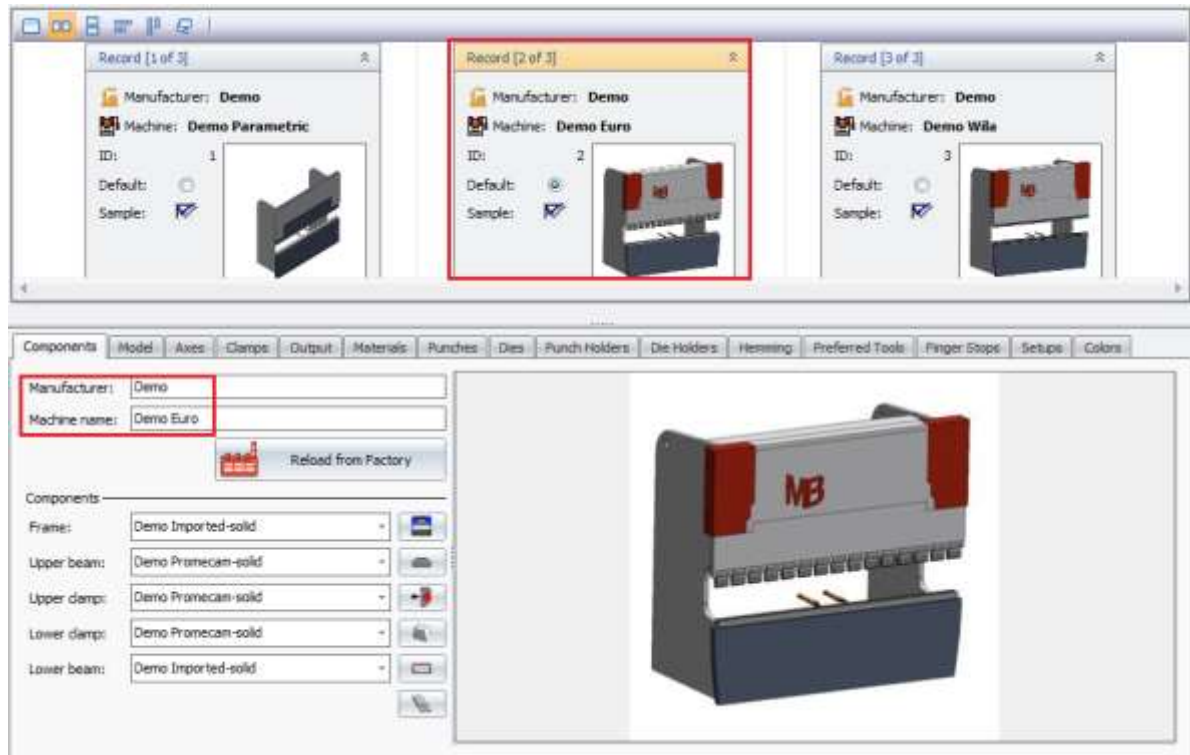 Record [1 of 3]
Manufacturer: Demo
Machine: Demo Parametric
ID: 1
Default:
Sample:
Record [2 of 3]
Manufacturer: Demo
Machine: Demo Euro
ID: 2
Default:
Sample:
MB
Record [3 of 3]
Manufacturer: Demo
Machine: Demo Wila
ID: 3
Default:
Sample:
MB
Components Model Axes Clamps Output Materials Punches Dies Punch Holders Die Holders Hemming Preferred Tools Finger Stops Setups Colors
Manufacturer: Demo
Machine name: Demo Euro
Reload from Factory
Components
Frame: Demo Imported-solid
Upper beam: Demo Promecam-solid
Upper clamp: Demo Promecam-solid
Lower clamp: Demo Promecam-solid
Lower beam: Demo Imported-solid
MB